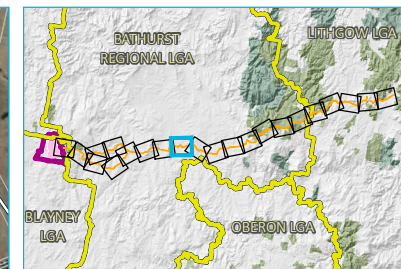 BATHURST
REGIONAL LGA
LITHGOW LGA
BLAYNEY
LGA
OBERON LGA